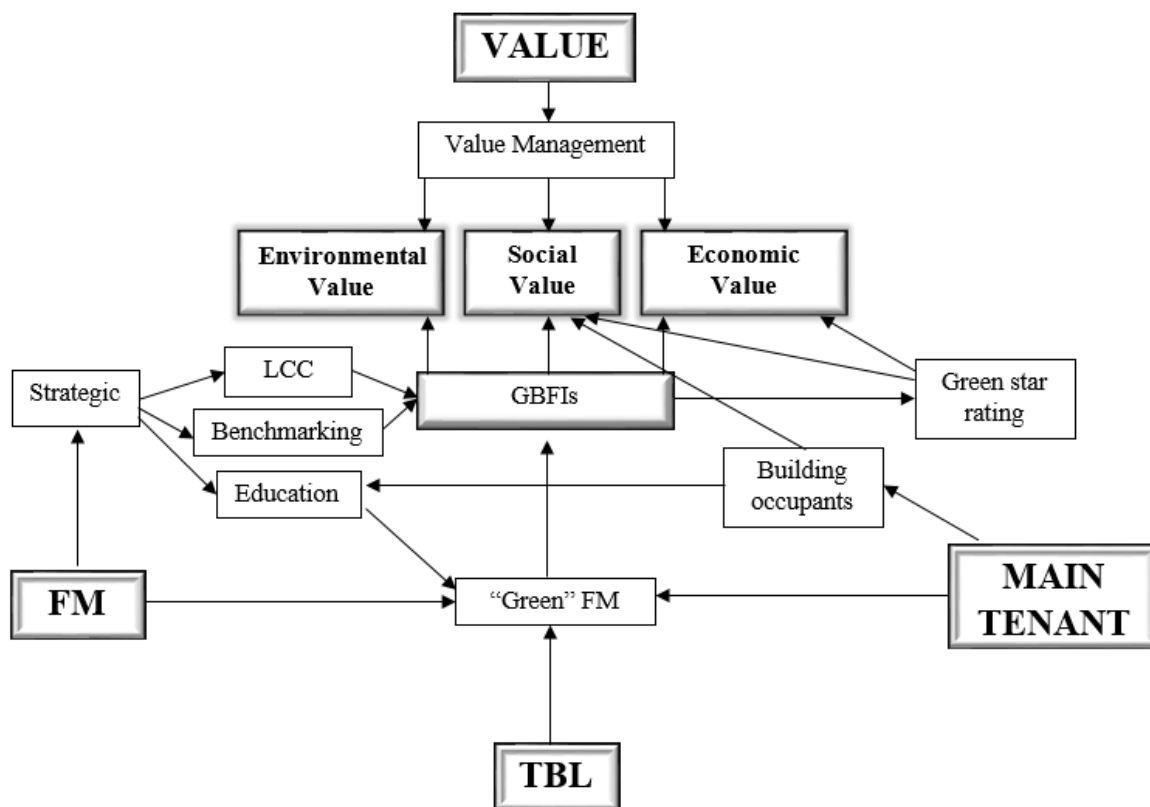 VALUE
Value Management
Environmental
Value
Social
Value
Economic
Value
LCC
Strategic
GBFIs
Green star
rating
Benchmarking
Education
Building
occupants
FM
"Green" FM
MAIN
TENANT
TBL